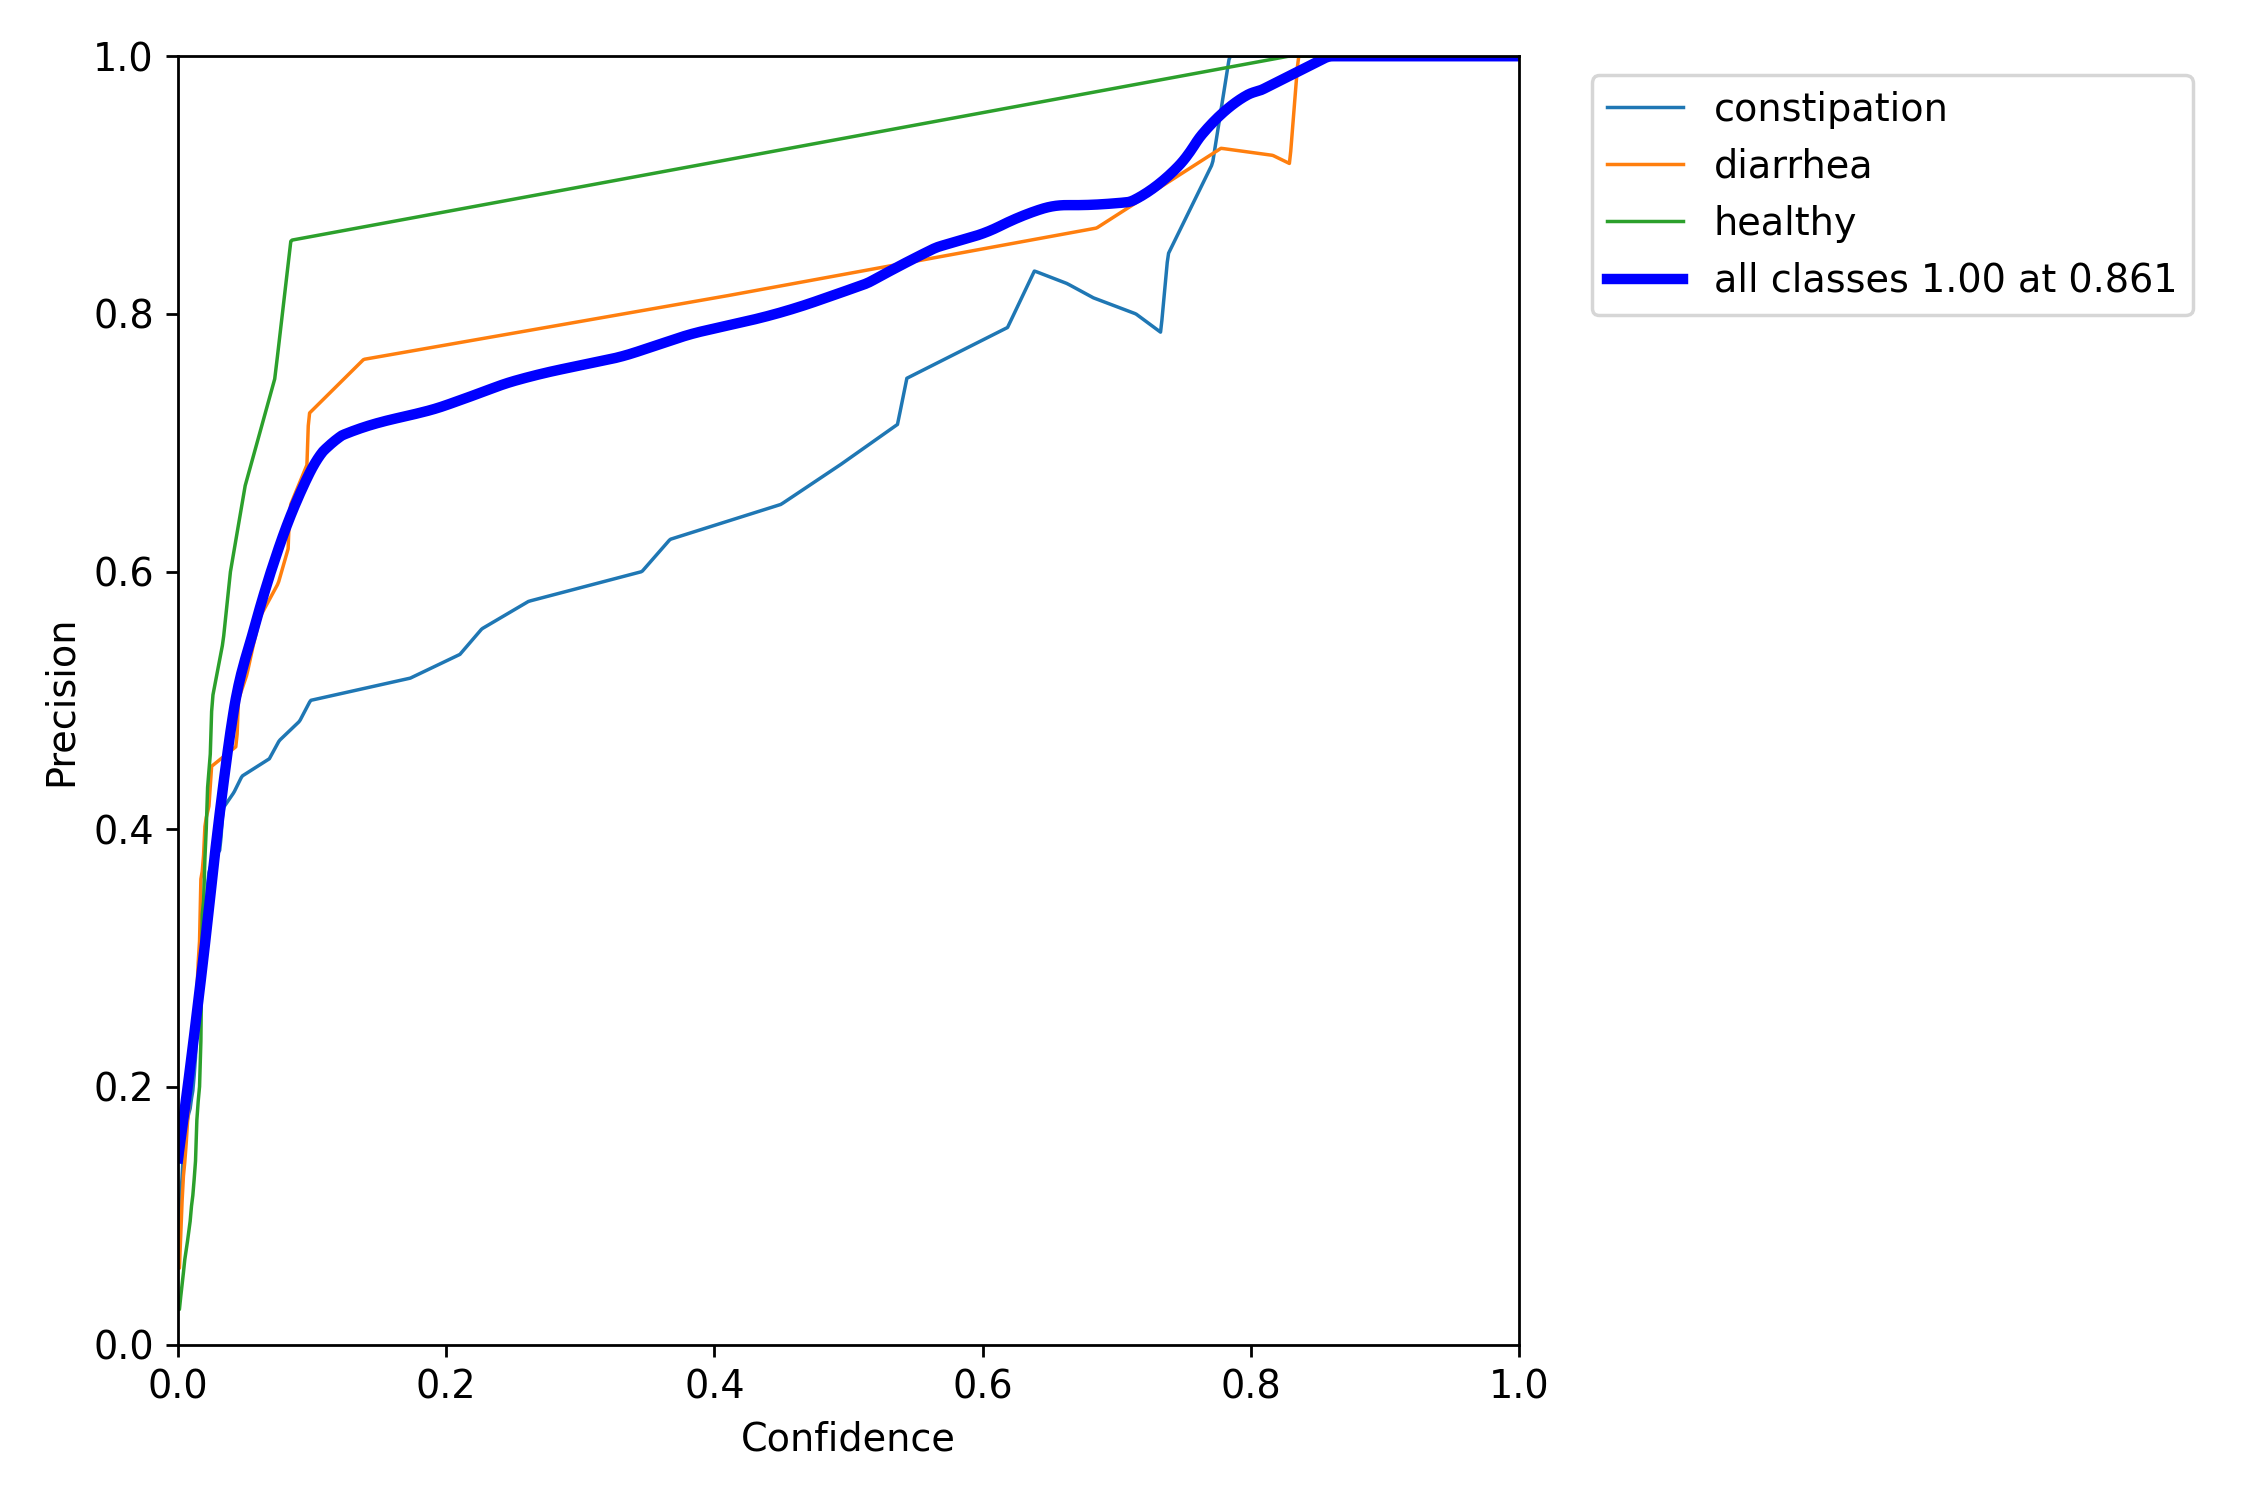 1.0
0.8
0.6
0.4
0.2
0.0
Precision
0.0 0.2 0.4 0.6 0.8 1.0
Confidence
constipation
diarrhea
healthy
all classes 1.00 at 0.861